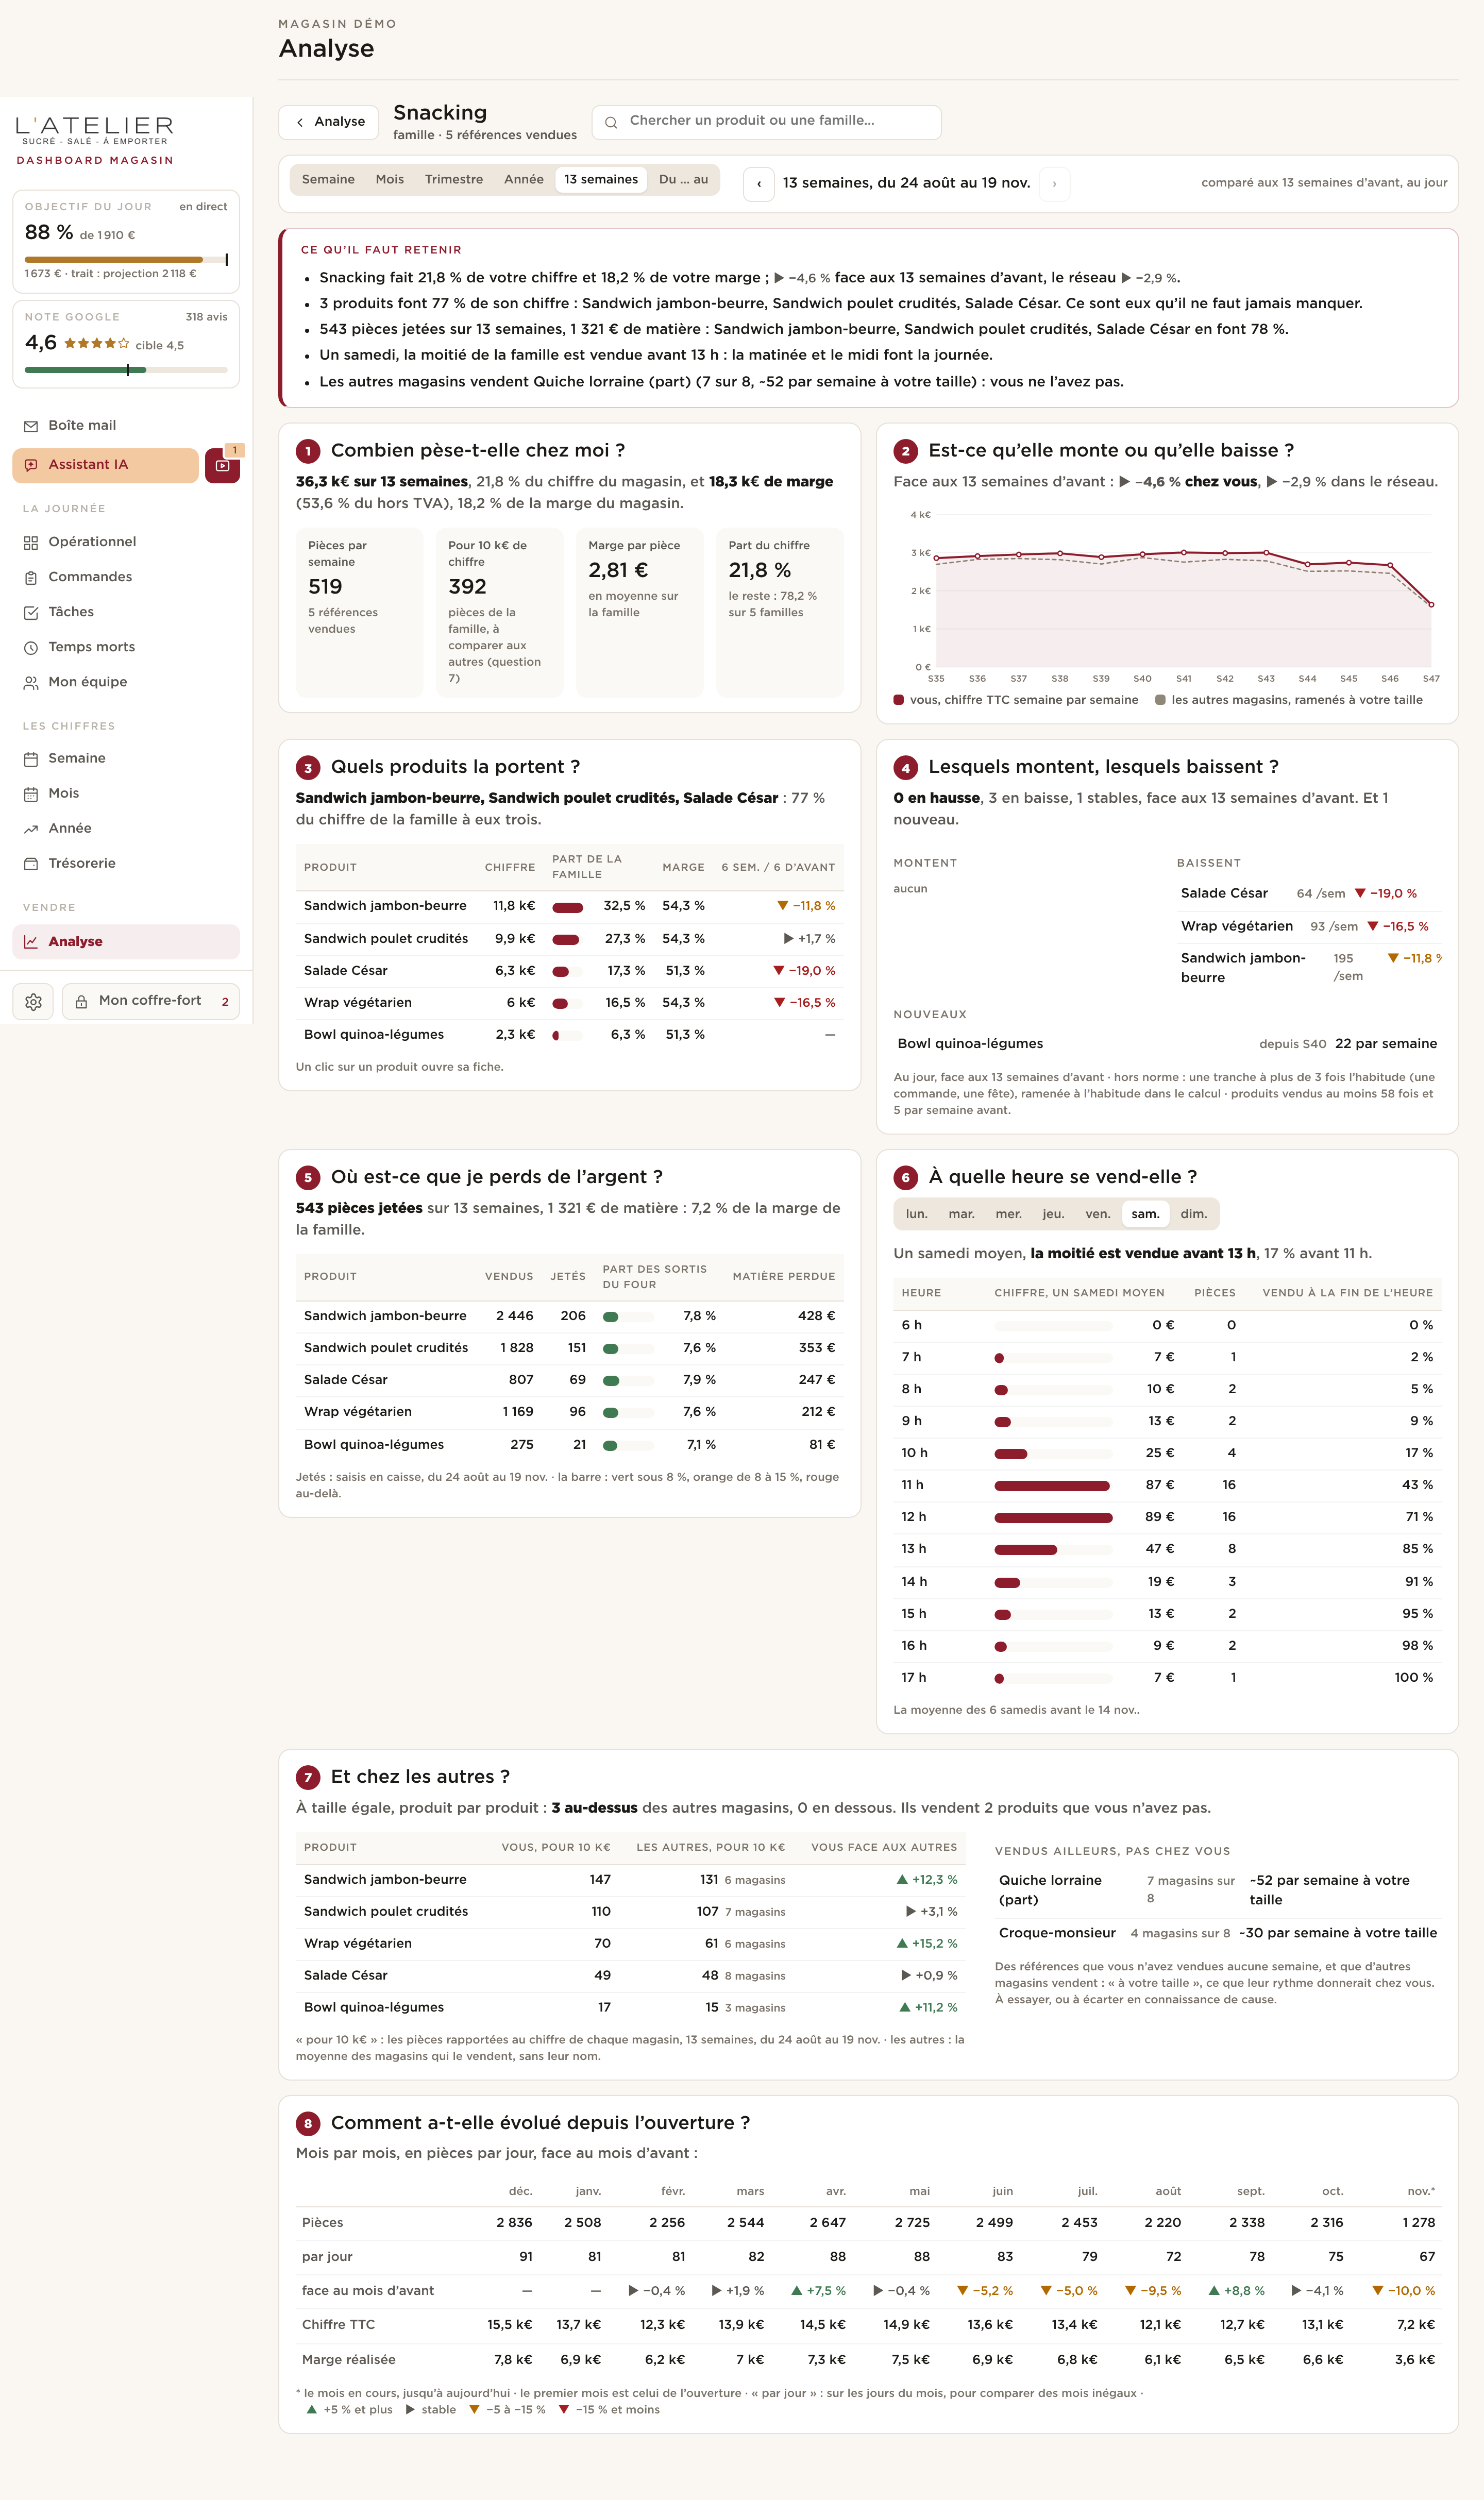 MAGASIN DÉMO
Analyse
L'ATELIER
SUCRÉ - SALÉ - À EMPORTER
DASHBOARD MAGASIN
OBJECTIF DU JOUR en direct
88 % de 1 910 €
1 673 € · trait : projection 2 118 €
NOTE GOOGLE 318 avis
4,6 ★★★★☆ cible 4,5
Boîte mail
Assistant IA 1
LA JOURNÉE
Opérationnel
Commandes
Tâches
Temps morts
Mon équipe
LES CHIFFRES
Semaine
Mois
Année
Trésorerie
VENDRE
Analyse
Mon coffre-fort 2
‹ Analyse
Snacking
famille · 5 références vendues
Chercher un produit ou une famille…
Semaine Mois Trimestre Année 13 semaines Du … au
‹ 13 semaines, du 24 août au 19 nov. ›
comparé aux 13 semaines d’avant, au jour
CE QU’IL FAUT RETENIR
• Snacking fait 21,8 % de votre chiffre et 18,2 % de votre marge ; ▶ −4,6 % face aux 13 semaines d’avant, le réseau ▶ −2,9 %.
• 3 produits font 77 % de son chiffre : Sandwich jambon-beurre, Sandwich poulet crudités, Salade César. Ce sont eux qu’il ne faut jamais manquer.
• 543 pièces jetées sur 13 semaines, 1 321 € de matière : Sandwich jambon-beurre, Sandwich poulet crudités, Salade César en font 78 %.
• Un samedi, la moitié de la famille est vendue avant 13 h : la matinée et le midi font la journée.
• Les autres magasins vendent Quiche lorraine (part) (7 sur 8, ~52 par semaine à votre taille) : vous ne l’avez pas.
1 Combien pèse-t-elle chez moi ?
36,3 k€ sur 13 semaines, 21,8 % du chiffre du magasin, et 18,3 k€ de marge
(53,6 % du hors TVA), 18,2 % de la marge du magasin.
Pièces par
semaine
519
5 références
vendues
Pour 10 k€ de
chiffre
392
pièces de la
famille, à
comparer aux
autres (question
7)
Marge par pièce
2,81 €
en moyenne sur
la famille
Part du chiffre
21,8 %
le reste : 78,2 %
sur 5 familles
2 Est-ce qu’elle monte ou qu’elle baisse ?
Face aux 13 semaines d’avant : ▶ −4,6 % chez vous, ▶ −2,9 % dans le réseau.
4 k€
3 k€
2 k€
1 k€
0 €
S35 S36 S37 S38 S39 S40 S41 S42 S43 S44 S45 S46 S47
vous, chiffre TTC semaine par semaine les autres magasins, ramenés à votre taille
3 Quels produits la portent ?
Sandwich jambon-beurre, Sandwich poulet crudités, Salade César : 77 %
du chiffre de la famille à eux trois.
PRODUIT CHIFFRE PART DE LA FAMILLE MARGE 6 SEM. / 6 D’AVANT
Sandwich jambon-beurre 11,8 k€ 32,5 % 54,3 % ▼ −11,8 %
Sandwich poulet crudités 9,9 k€ 27,3 % 54,3 % ▶ +1,7 %
Salade César 6,3 k€ 17,3 % 51,3 % ▼ −19,0 %
Wrap végétarien 6 k€ 16,5 % 54,3 % ▼ −16,5 %
Bowl quinoa-légumes 2,3 k€ 6,3 % 51,3 % —
Un clic sur un produit ouvre sa fiche.
4 Lesquels montent, lesquels baissent ?
0 en hausse, 3 en baisse, 1 stables, face aux 13 semaines d’avant. Et 1
nouveau.
MONTENT
aucun
BAISSENT
Salade César 64 /sem ▼ −19,0 %
Wrap végétarien 93 /sem ▼ −16,5 %
Sandwich jambon-beurre 195 /sem ▼ −11,8 %
NOUVEAUX
Bowl quinoa-légumes depuis S40 22 par semaine
Au jour, face aux 13 semaines d’avant · hors norme : une tranche à plus de 3 fois l’habitude (une
commande, une fête), ramenée à l’habitude dans le calcul · produits vendus au moins 58 fois et
5 par semaine avant.
5 Où est-ce que je perds de l’argent ?
543 pièces jetées sur 13 semaines, 1 321 € de matière : 7,2 % de la marge de
la famille.
PRODUIT VENDUS JETÉS PART DES SORTIS DU FOUR MATIÈRE PERDUE
Sandwich jambon-beurre 2 446 206 7,8 % 428 €
Sandwich poulet crudités 1 828 151 7,6 % 353 €
Salade César 807 69 7,9 % 247 €
Wrap végétarien 1 169 96 7,6 % 212 €
Bowl quinoa-légumes 275 21 7,1 % 81 €
Jetés : saisis en caisse, du 24 août au 19 nov. · la barre : vert sous 8 %, orange de 8 à 15 %, rouge
au-delà.
6 À quelle heure se vend-elle ?
lun. mar. mer. jeu. ven. sam. dim.
Un samedi moyen, la moitié est vendue avant 13 h, 17 % avant 11 h.
HEURE CHIFFRE, UN SAMEDI MOYEN PIÈCES VENDU À LA FIN DE L’HEURE
6 h 0 € 0 0 %
7 h 7 € 1 2 %
8 h 10 € 2 5 %
9 h 13 € 2 9 %
10 h 25 € 4 17 %
11 h 87 € 16 43 %
12 h 89 € 16 71 %
13 h 47 € 8 85 %
14 h 19 € 3 91 %
15 h 13 € 2 95 %
16 h 9 € 2 98 %
17 h 7 € 1 100 %
La moyenne des 6 samedis avant le 14 nov..
7 Et chez les autres ?
À taille égale, produit par produit : 3 au-dessus des autres magasins, 0 en dessous. Ils vendent 2 produits que vous n’avez pas.
PRODUIT VOUS, POUR 10 K€ LES AUTRES, POUR 10 K€ VOUS FACE AUX AUTRES
Sandwich jambon-beurre 147 131 6 magasins ▲ +12,3 %
Sandwich poulet crudités 110 107 7 magasins ▶ +3,1 %
Wrap végétarien 70 61 6 magasins ▲ +15,2 %
Salade César 49 48 8 magasins ▶ +0,9 %
Bowl quinoa-légumes 17 15 3 magasins ▲ +11,2 %
« pour 10 k€ » : les pièces rapportées au chiffre de chaque magasin, 13 semaines, du 24 août au 19 nov. · les autres : la
moyenne des magasins qui le vendent, sans leur nom.
VENDUS AILLEURS, PAS CHEZ VOUS
Quiche lorraine (part) 7 magasins sur 8 ~52 par semaine à votre taille
Croque-monsieur 4 magasins sur 8 ~30 par semaine à votre taille
Des références que vous n’avez vendues aucune semaine, et que d’autres
magasins vendent : « à votre taille », ce que leur rythme donnerait chez vous.
À essayer, ou à écarter en connaissance de cause.
8 Comment a-t-elle évolué depuis l’ouverture ?
Mois par mois, en pièces par jour, face au mois d’avant :
déc. janv. févr. mars avr. mai juin juil. août sept. oct. nov.*
Pièces 2 836 2 508 2 256 2 544 2 647 2 725 2 499 2 453 2 220 2 338 2 316 1 278
par jour 91 81 81 82 88 88 83 79 72 78 75 67
face au mois d’avant — — ▶ −0,4 % ▶ +1,9 % ▲ +7,5 % ▶ −0,4 % ▼ −5,2 % ▼ −5,0 % ▼ −9,5 % ▲ +8,8 % ▶ −4,1 % ▼ −10,0 %
Chiffre TTC 15,5 k€ 13,7 k€ 12,3 k€ 13,9 k€ 14,5 k€ 14,9 k€ 13,6 k€ 13,4 k€ 12,1 k€ 12,7 k€ 13,1 k€ 7,2 k€
Marge réalisée 7,8 k€ 6,9 k€ 6,2 k€ 7 k€ 7,3 k€ 7,5 k€ 6,9 k€ 6,8 k€ 6,1 k€ 6,5 k€ 6,6 k€ 3,6 k€
* le mois en cours, jusqu’à aujourd’hui · le premier mois est celui de l’ouverture · « par jour » : sur les jours du mois, pour comparer des mois inégaux ·
▲ +5 % et plus ▶ stable ▼ −5 à −15 % ▼ −15 % et moins